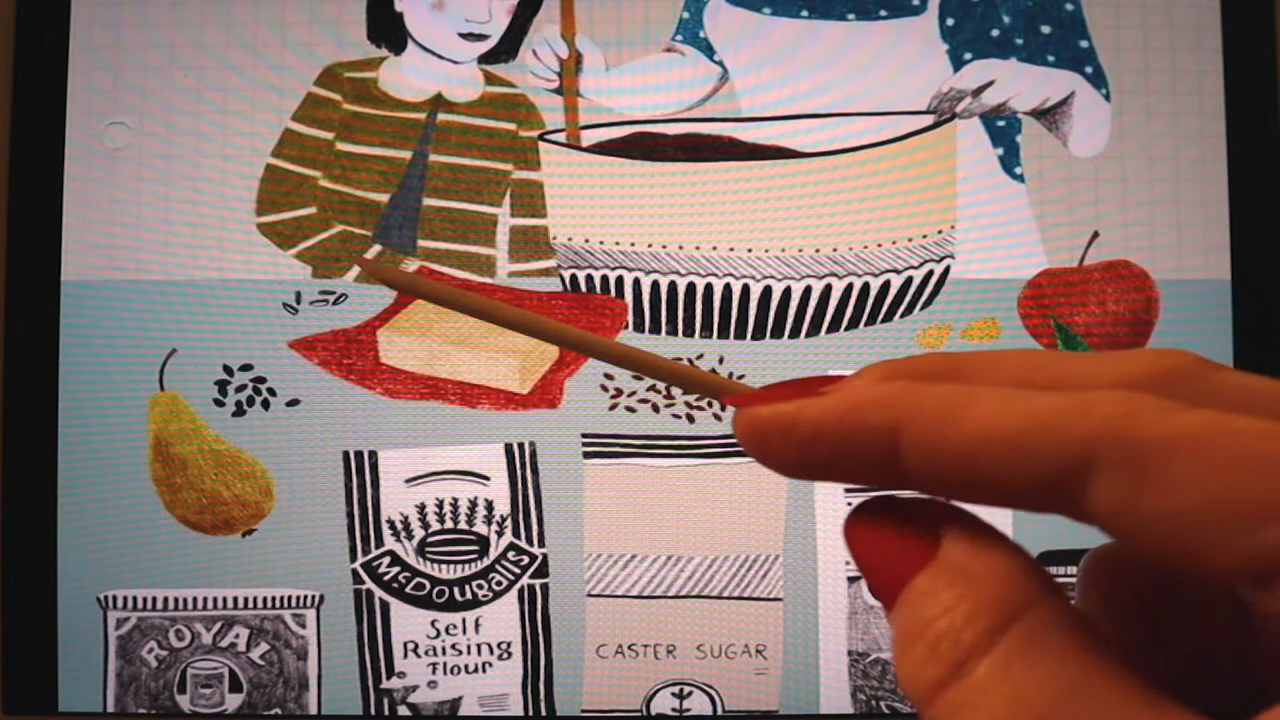 McDougalls
Self
Raising
Flour
CASTER SUGAR
ROYAL